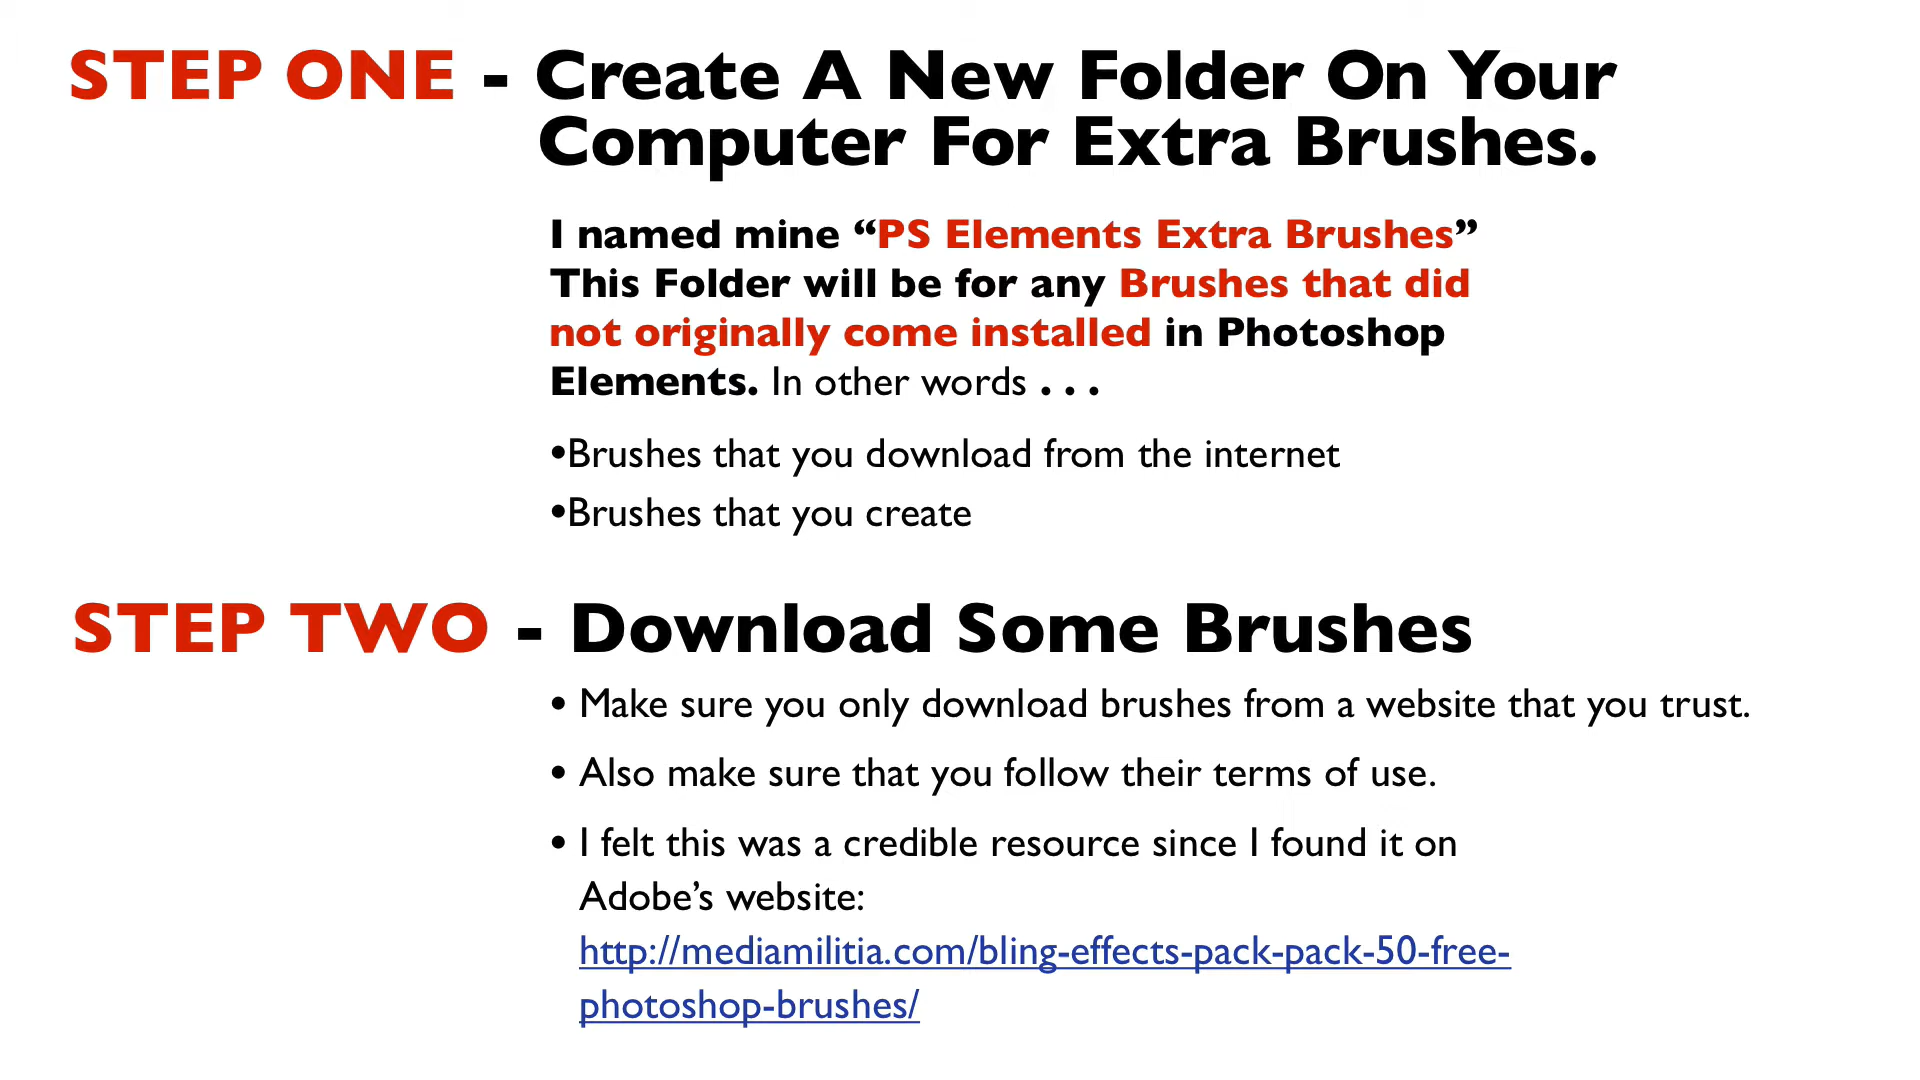 STEP ONE - Create A New Folder On Your
Computer For Extra Brushes.
I named mine “PS Elements Extra Brushes”
This Folder will be for any Brushes that did
not originally come installed in Photoshop
Elements. In other words . . .
•Brushes that you download from the internet
•Brushes that you create
STEP TWO - Download Some Brushes
• Make sure you only download brushes from a website that you trust.
• Also make sure that you follow their terms of use.
• I felt this was a credible resource since I found it on
Adobe’s website:
http://mediamilitia.com/bling-effects-pack-pack-50-free-
photoshop-brushes/